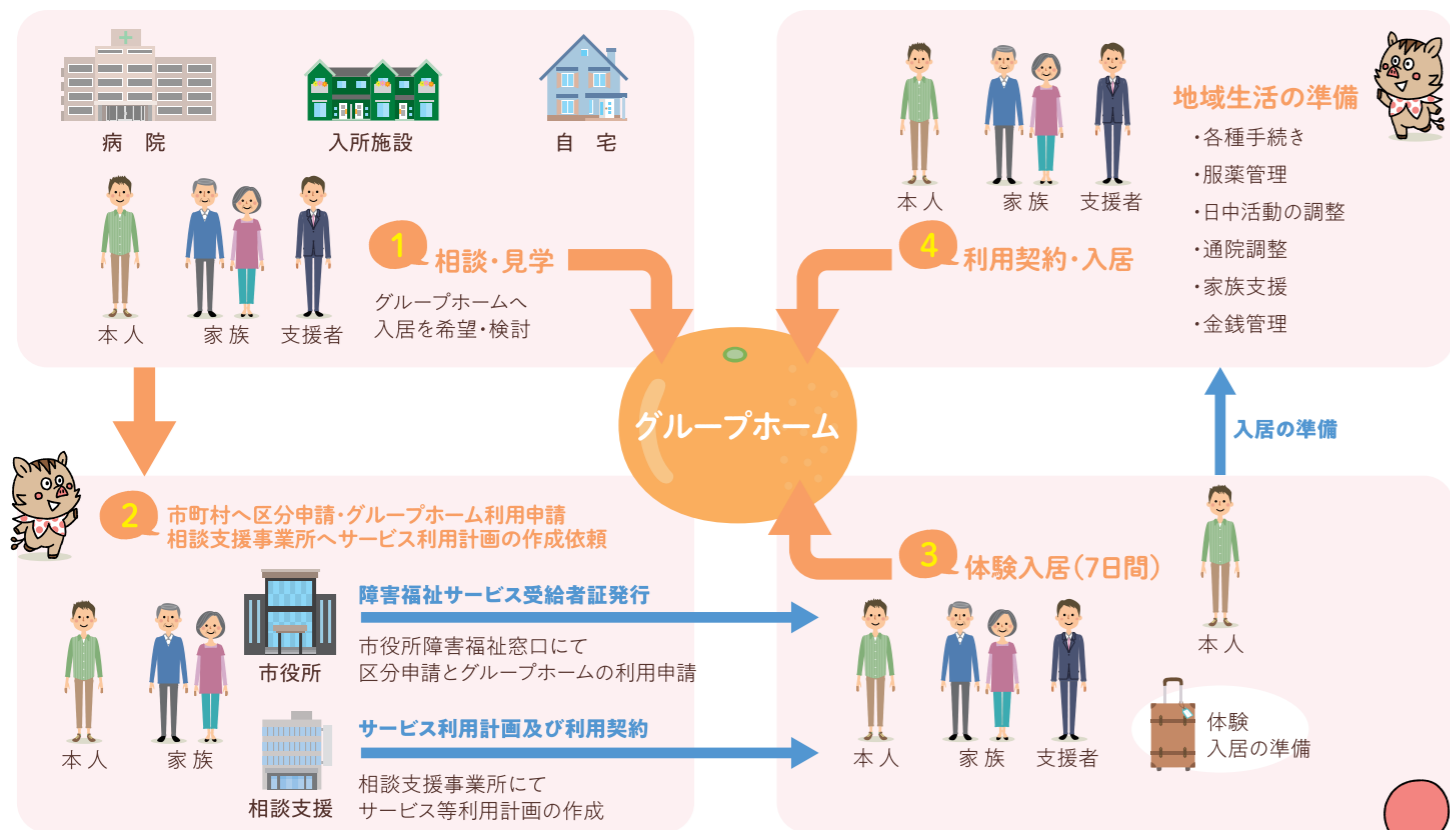 病　院
入所施設
自　宅
本 人
家 族
支援者
1
相談・見学
グループホームへ
入居を希望・検討
本 人
家 族
支援者
4
利用契約・入居
地域生活の準備
・各種手続き
・服薬管理
・日中活動の調整
・通院調整
・家族支援
・金銭管理
グループホーム
入居の準備
2
市町村へ区分申請・グループホーム利用申請
相談支援事業所へサービス利用計画の作成依頼
本 人
家 族
市役所
障害福祉サービス受給者証発行
市役所障害福祉窓口にて
区分申請とグループホームの利用申請
相談支援
サービス利用計画及び利用契約
相談支援事業所にて
サービス等利用計画の作成
3
体験入居（7日間）
本 人
家 族
支援者
本 人
体験
入居の準備